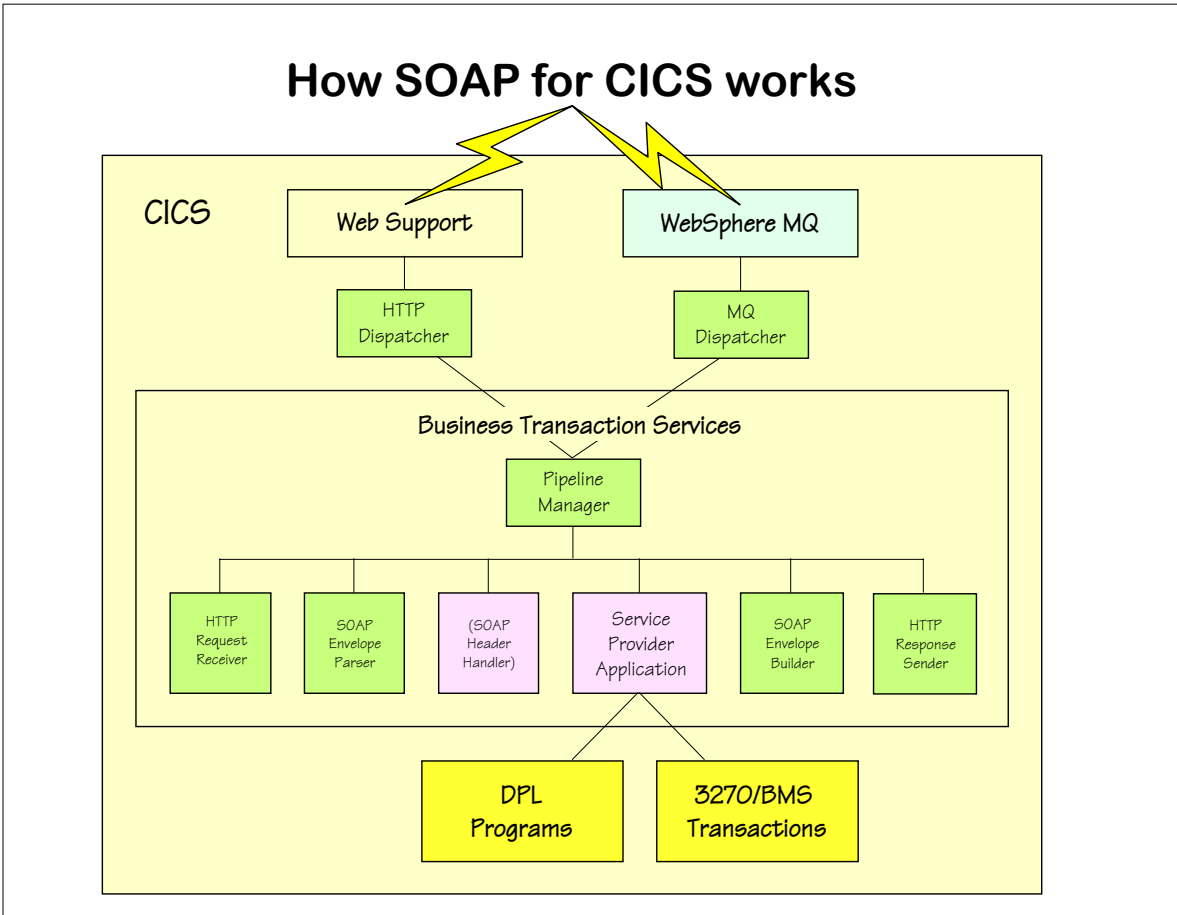 How SOAP for CICS works
CICS
Web Support
WebSphere MQ
HTTP
Dispatcher
MQ
Dispatcher
Business Transaction Services
Pipeline
Manager
HTTP
Request
Receiver
SOAP
Envelope
Parser
(SOAP
Header
Handler)
Service
Provider
Application
SOAP
Envelope
Builder
HTTP
Response
Sender
DPL
Programs
3270/BMS
Transactions